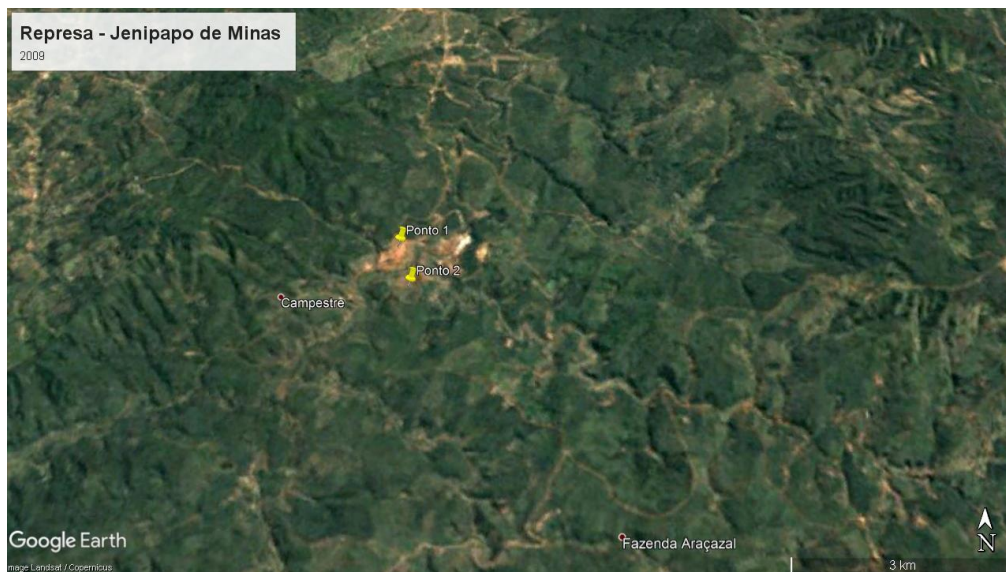 Represa - Jenipapo de Minas
2009
Ponto 1
Ponto 2
Campestre
Fazenda Araçazal
Google Earth
Image Landsat / Copernicus
N
3 km